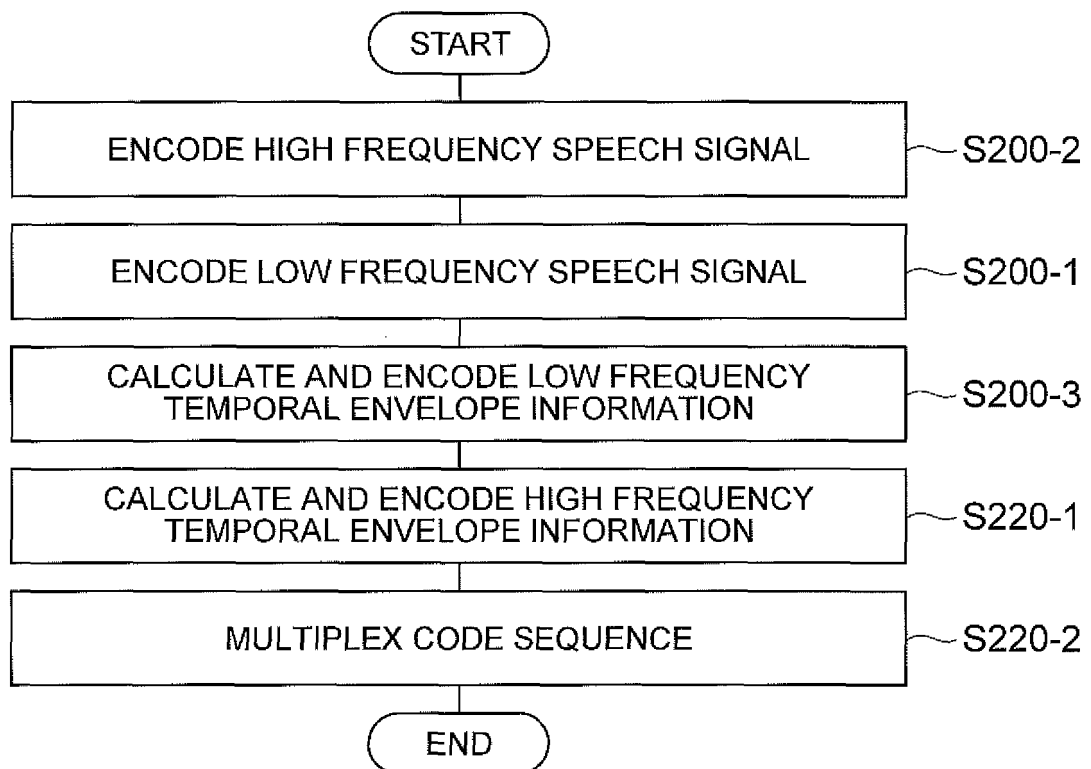 START
ENCODE HIGH FREQUENCY SPEECH SIGNAL
S200-2
ENCODE LOW FREQUENCY SPEECH SIGNAL
S200-1
CALCULATE AND ENCODE LOW FREQUENCY
TEMPORAL ENVELOPE INFORMATION
S200-3
CALCULATE AND ENCODE HIGH FREQUENCY
TEMPORAL ENVELOPE INFORMATION
S220-1
MULTIPLEX CODE SEQUENCE
S220-2
END